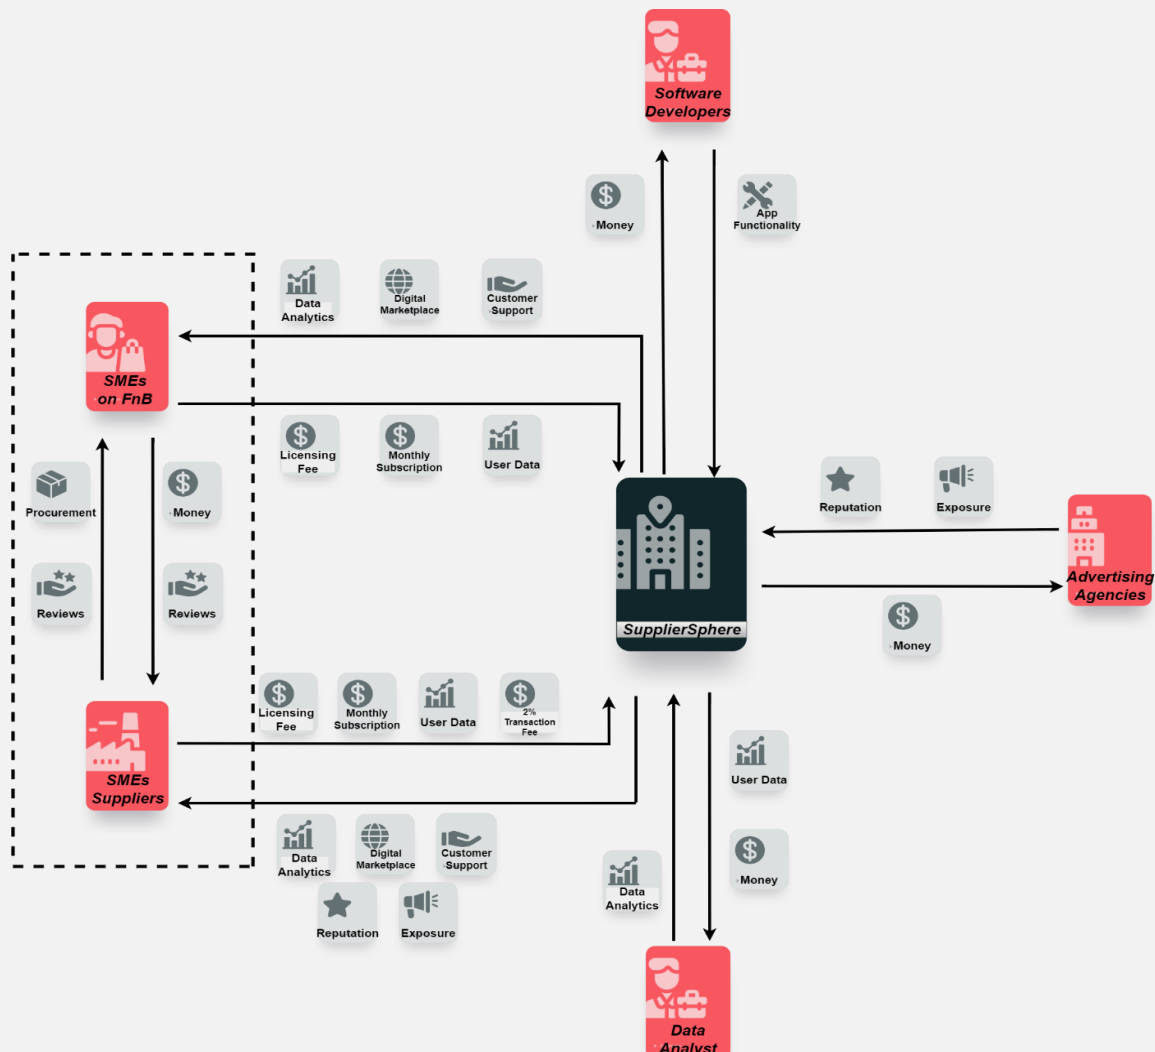 Software
Developers
Money
App
Functionality
Data
Analytics
Digital
Marketplace
Customer
Support
SMEs
on FnB
Licensing
Fee
Monthly
Subscription
User Data
Procurement
Money
Reviews
Reviews
Reputation
Exposure
Advertising
Agencies
Money
SupplierSphere
Licensing
Fee
Monthly
Subscription
User Data
2%
Transaction
Fee
SMEs
Suppliers
Data
Analytics
Digital
Marketplace
Customer
Support
Reputation
Exposure
User Data
Money
Data
Analytics
Data
Analyst